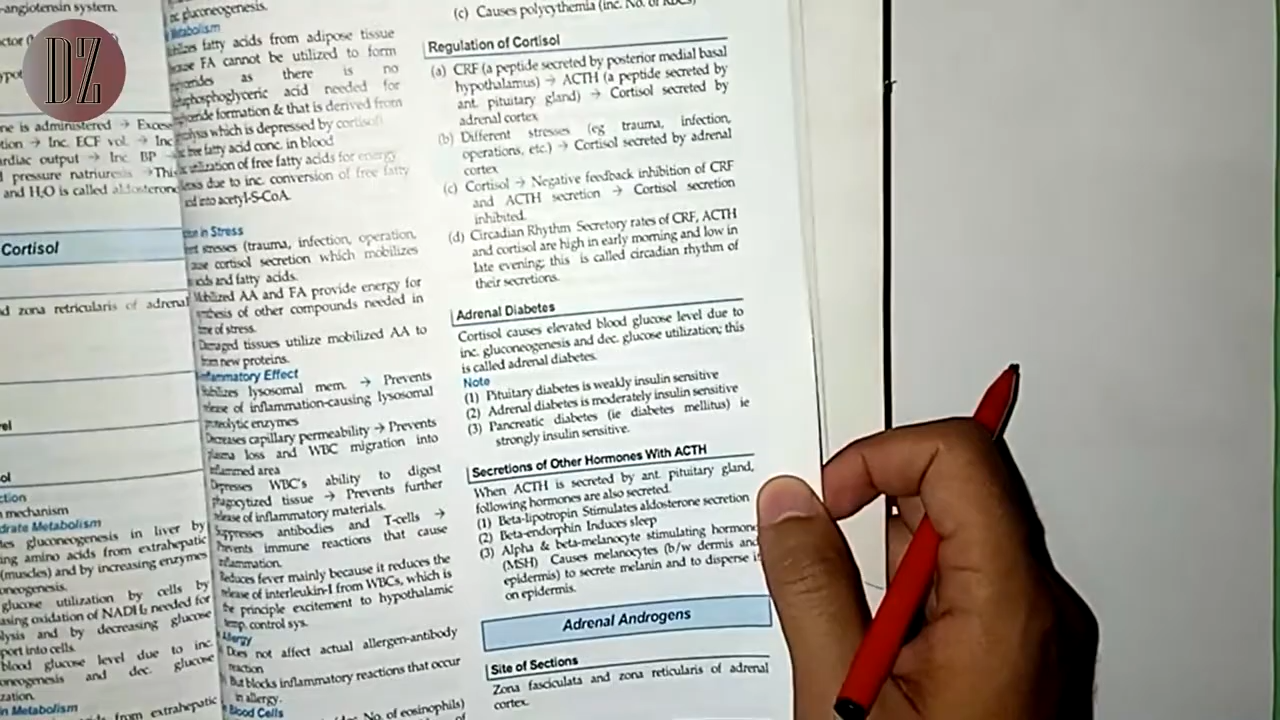 -angiotensin system.
DZ
ne is administered → Excess
tion → Inc. ECF vol. → Inc
rdiac output → Inc. BP →
d pressure natriuresis → This
and H₂O is called aldosterone
Cortisol
d zona retricularis of adrenal
ction
mechanism
drate Metabolism
tes gluconeogenesis in liver by
ing amino acids from extrahepatic
(muscles) and by increasing enzymes
oneogenesis.
glucose utilization by cells by
asing oxidation of NADH₂ needed for
lysis and by decreasing glucose
port into cells.
blood glucose level due to inc.
oneogenesis and dec. glucose
zation.
in Metabolism
gluconeogenesis.
Metabolism
fatty acids from adipose tissue
FA cannot be utilized to form
as there is no
phosphoglyceric acid needed for
formation & that is derived from
which is depressed by cortisol
free fatty acid conc. in blood
utilization of free fatty acids for energy
due to inc. conversion of free fatty
into acetyl-S-CoA.
in Stress
stresses (trauma, infection, operation,
cortisol secretion which mobilizes
and fatty acids.
Mobilized AA and FA provide energy for
synthesis of other compounds needed in
time of stress.
Damaged tissues utilize mobilized AA to
from new proteins.
Inflammatory Effect
Stabilizes lysosomal mem. → Prevents
release of inflammation-causing lysosomal
proteolytic enzymes
Decreases capillary permeability → Prevents
plasma loss and WBC migration into
inflammed area
Depresses WBC's ability to digest
phagocytized tissue → Prevents further
release of inflammatory materials.
Suppresses antibodies and T-cells →
Prevents immune reactions that cause
inflammation.
Reduces fever mainly because it reduces the
release of interleukin-I from WBCs, which is
the principle excitement to hypothalamic
temp. control sys.
Allergy
Does not affect actual allergen-antibody
reaction
But blocks inflammatory reactions that occur
in allergy.
Blood Cells
No. of eosinophils)
(c) Causes polycythemia (inc. No. of RBCs)
Regulation of Cortisol
(a) CRF (a peptide secreted by posterior medial basal
hypothalamus) → ACTH (a peptide secreted by
ant. pituitary gland) → Cortisol secreted by
adrenal cortex
(b) Different stresses (eg trauma, infection,
operations, etc.) → Cortisol secreted by adrenal
cortex
(c) Cortisol → Negative feedback inhibition of CRF
and ACTH secretion → Cortisol secretion
inhibited.
(d) Circadian Rhythm Secretory rates of CRF, ACTH
and cortisol are high in early morning and low in
late evening; this is called circadian rhythm of
their secretions.
Adrenal Diabetes
Cortisol causes elevated blood glucose level due to
inc. gluconeogenesis and dec. glucose utilization; this
is called adrenal diabetes.
Note
(1) Pituitary diabetes is weakly insulin sensitive
(2) Adrenal diabetes is moderately insulin sensitive
(3) Pancreatic diabetes (ie diabetes mellitus) ie
strongly insulin sensitive.
Secretions of Other Hormones With ACTH
When ACTH is secreted by ant. pituitary gland,
following hormones are also secreted.
(1) Beta-lipotropin Stimulates aldosterone secretion
(2) Beta-endorphin Induces sleep
(3) Alpha & beta-melanocyte stimulating hormone
(MSH) Causes melanocytes (b/w dermis and
epidermis) to secrete melanin and to disperse i
on epidermis.
Adrenal Androgens
Site of Sections
Zona fasciculata and zona reticularis of adrenal
cortex.